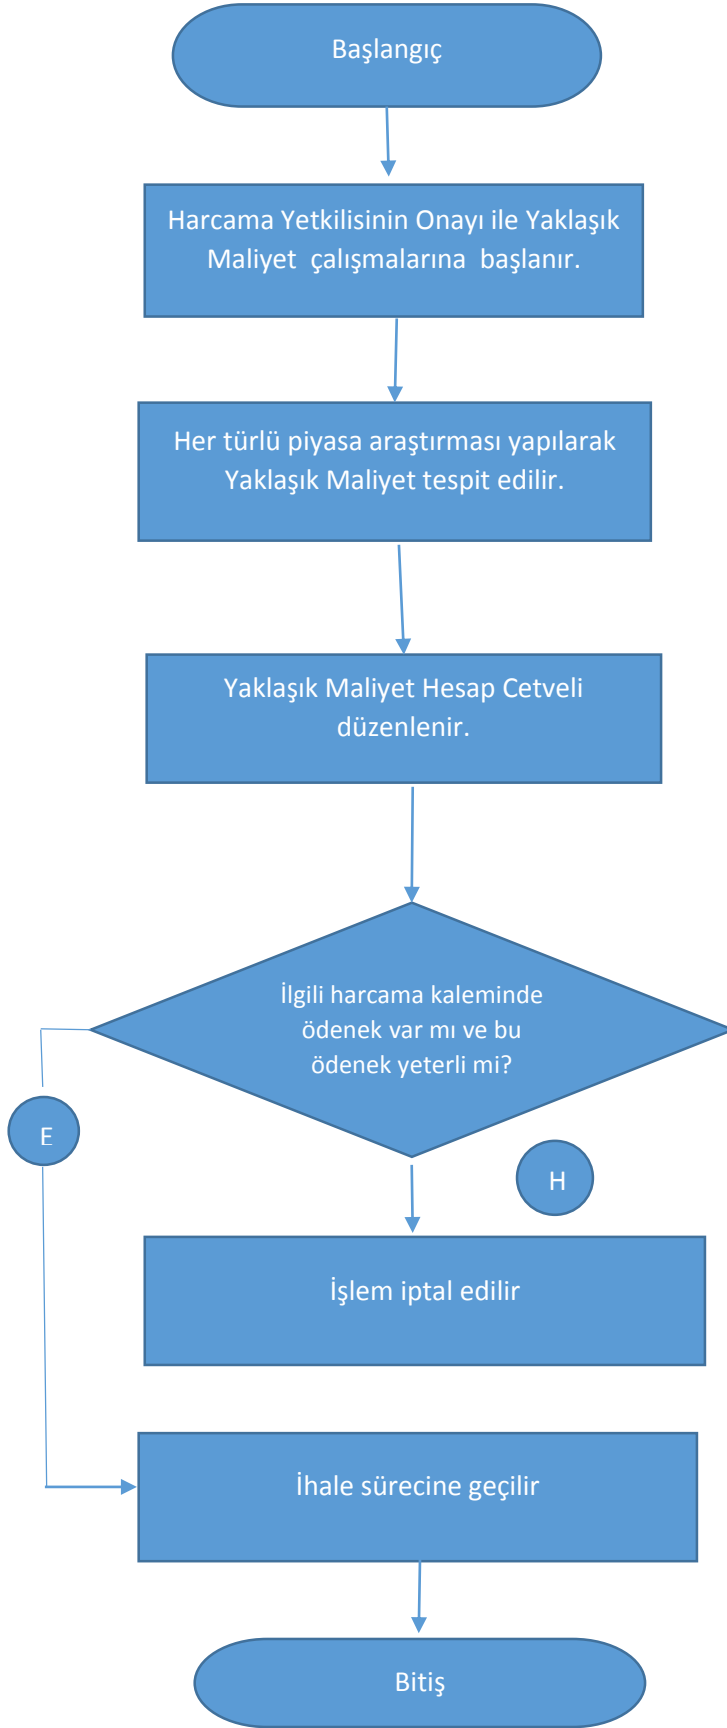 Başlangıç
Harcama Yetkilisinin Onayı ile Yaklaşık
Maliyet çalışmalarına başlanır.
Her türlü piyasa araştırması yapılarak
Yaklaşık Maliyet tespit edilir.
Yaklaşık Maliyet Hesap Cetveli
düzenlenir.
İlgili harcama kaleminde
ödenek var mı ve bu
ödenek yeterli mi?
E
H
İşlem iptal edilir
İhale sürecine geçilir
Bitiş